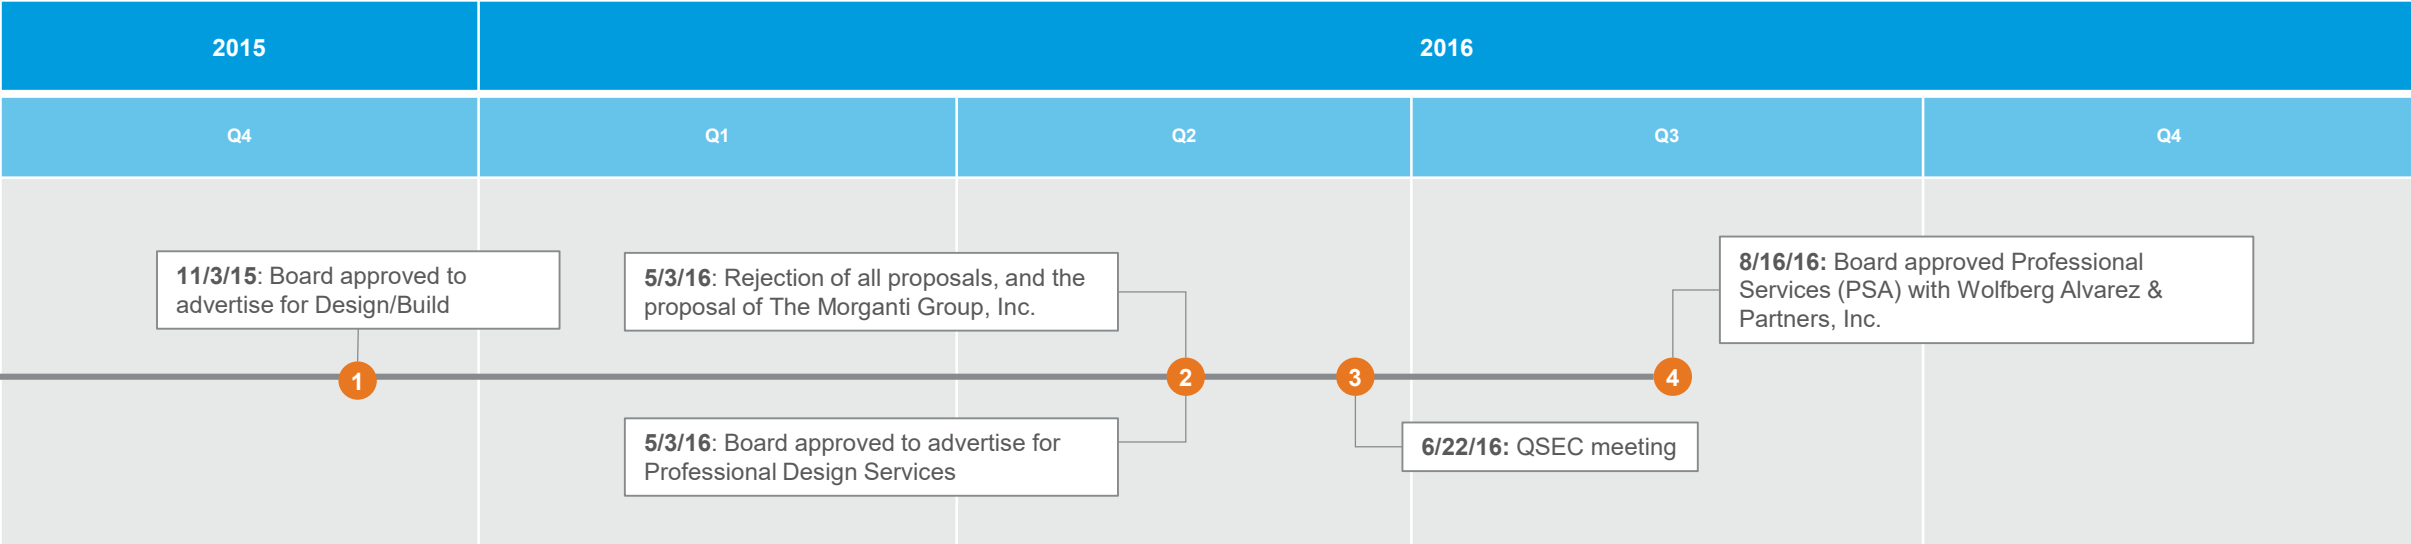 2015
2016
Q4
Q1
Q2
Q3
Q4
11/3/15: Board approved to
advertise for Design/Build
5/3/16: Rejection of all proposals, and the
proposal of The Morganti Group, Inc.
8/16/16: Board approved Professional
Services (PSA) with Wolfberg Alvarez &
Partners, Inc.
1
2
3
4
5/3/16: Board approved to advertise for
Professional Design Services
6/22/16: QSEC meeting